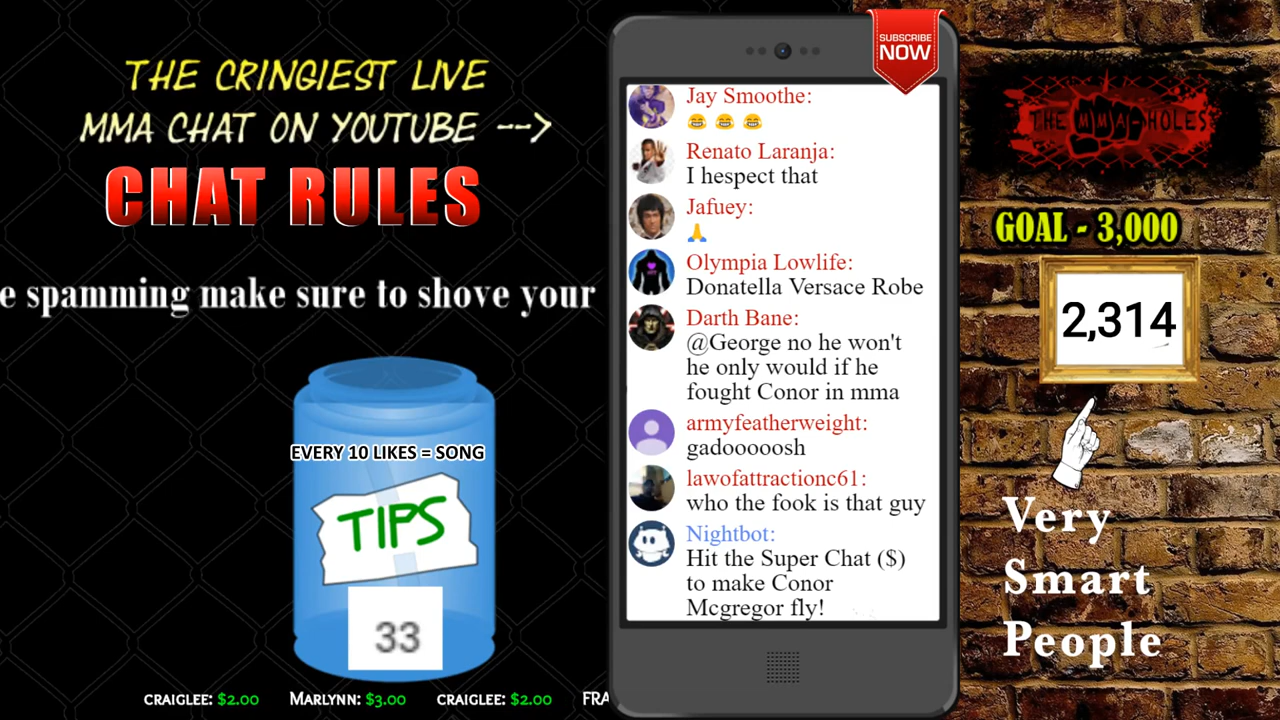 THE CRINGIEST LIVE
MMA CHAT ON YOUTUBE -->
CHAT RULES
e spamming make sure to shove your
EVERY 10 LIKES = SONG
TIPS
33
CRAIGLEE: $2.00 MARLYNN: $3.00 CRAIGLEE: $2.00 FRA
SUBSCRIBE
NOW
Jay Smoothe:
😂 😂 😂
Renato Laranja:
I hespect that
Jafuey:
🙏
Olympia Lowlife:
Donatella Versace Robe
Darth Bane:
@George no he won't
he only would if he
fought Conor in mma
armyfeatherweight:
gadooooosh
lawofattractionc61:
who the fook is that guy
Nightbot:
Hit the Super Chat ($)
to make Conor
Mcgregor fly!
THE MMA-HOLES
GOAL - 3,000
2,314
Very
Smart
People